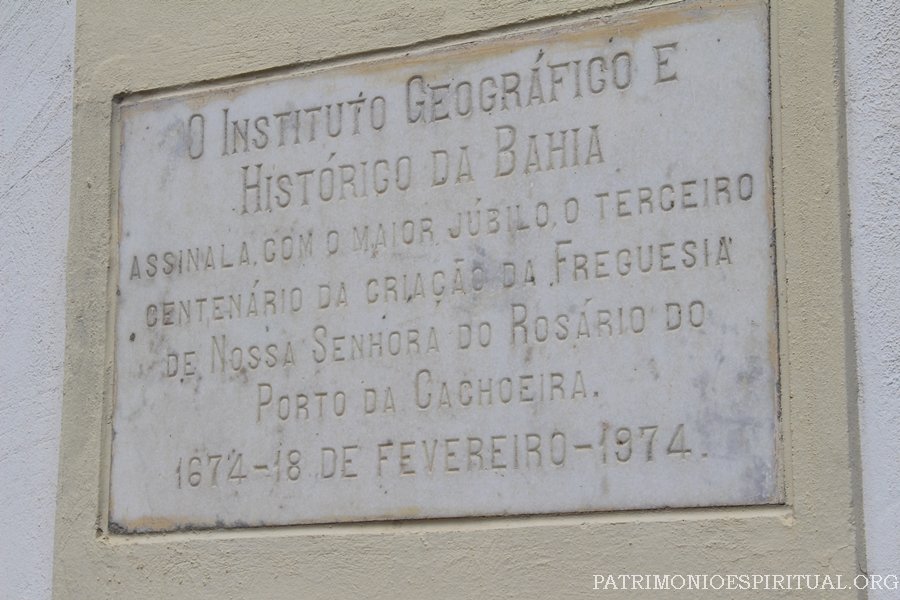 O Instituto Geográfico e
Histórico da Bahia
assinala, com o maior júbilo, o terceiro
centenário da criação da Freguesia
de Nossa Senhora do Rosário do
Porto da Cachoeira.
1674-18 de fevereiro-1974.
PATRIMONIOESPIRITUAL.ORG